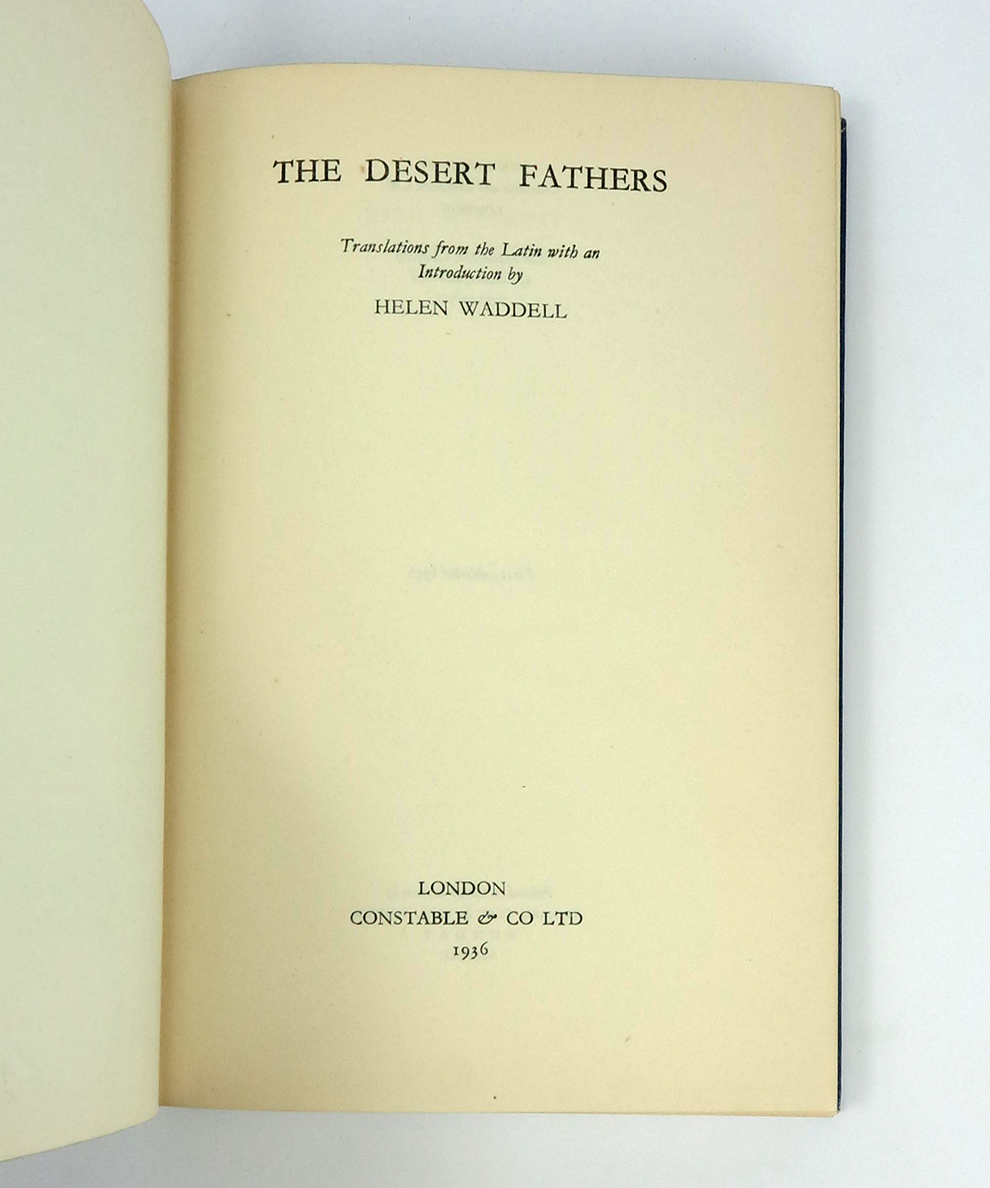 THE DESERT FATHERS
Translations from the Latin with an
Introduction by
HELEN WADDELL
LONDON
CONSTABLE & CO LTD
1936